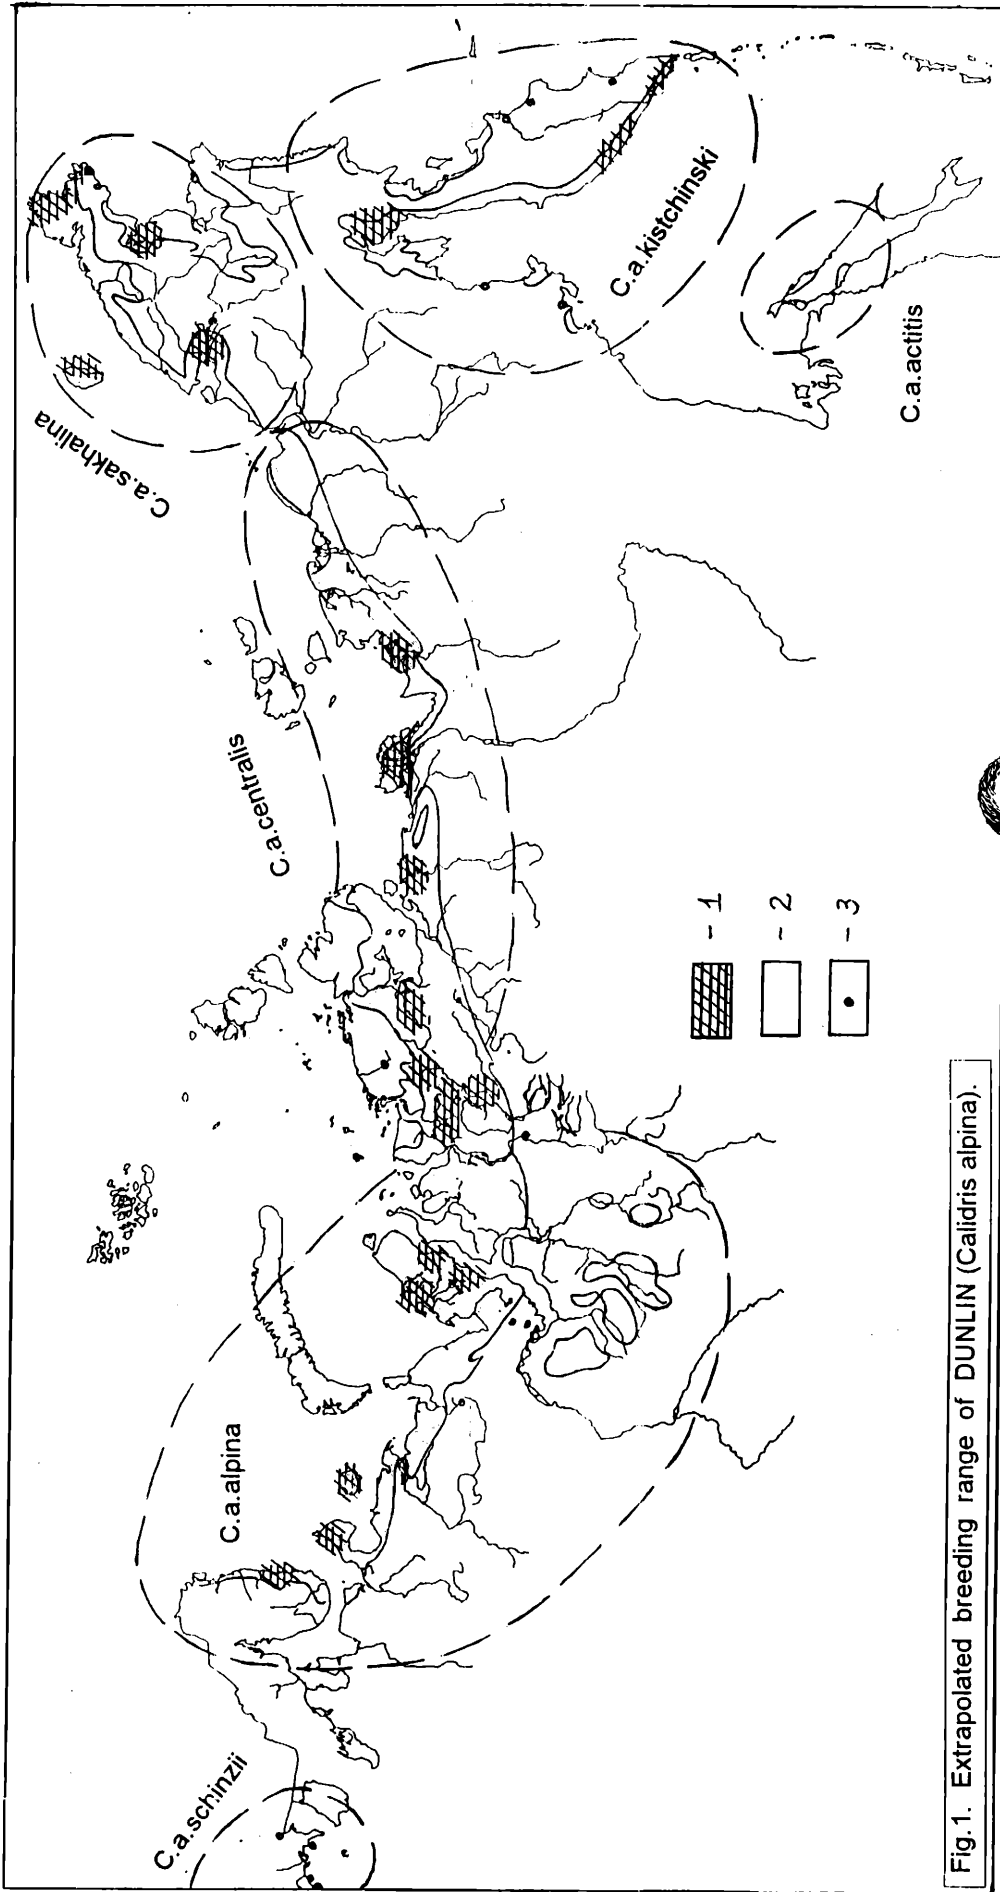 C.a.schinzii
C.a.alpina
C.a.centralis
C.a.sakhalina
C.a.kistchinski
C.a.actitis
- 1
- 2
- 3
Fig.1. Extrapolated breeding range of DUNLIN (Calidris alpina).